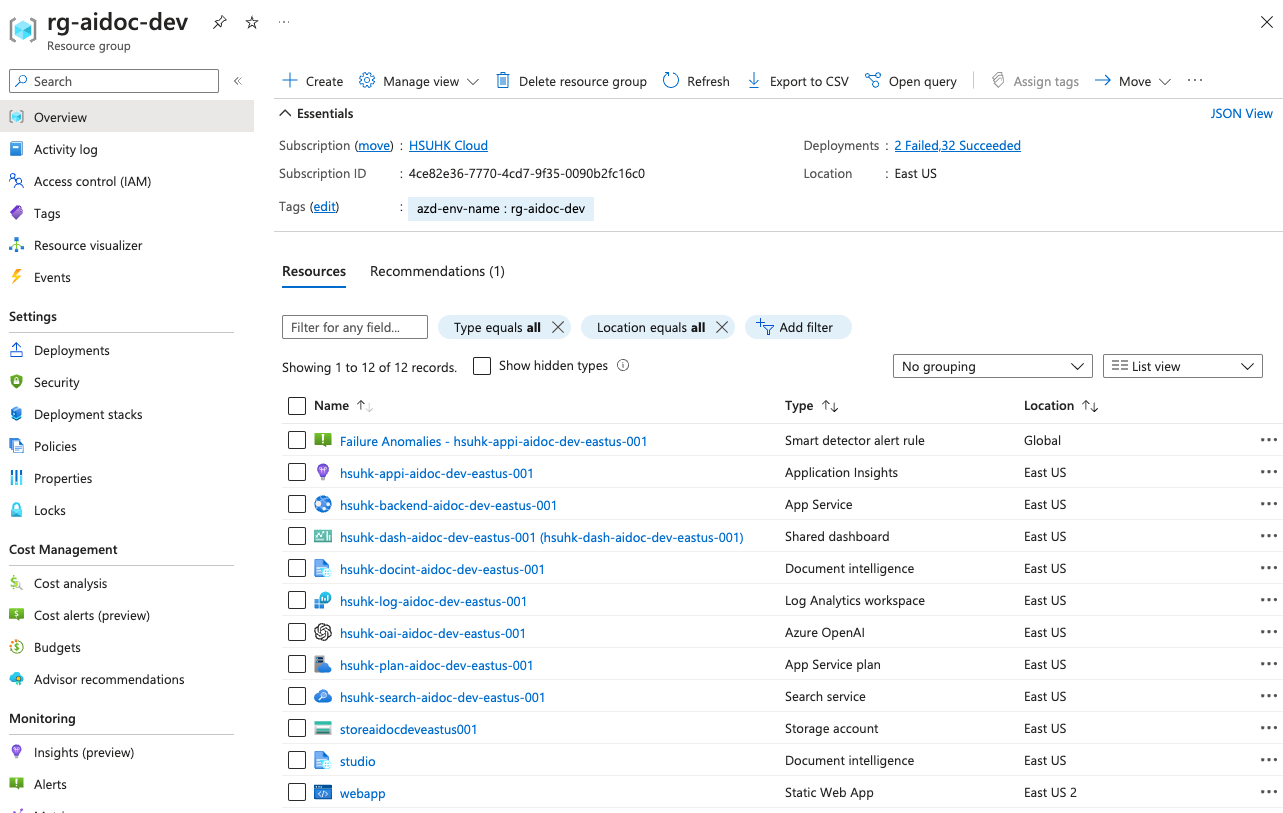 rg-aidoc-dev
Resource group
Search
Overview
Activity log
Access control (IAM)
Tags
Resource visualizer
Events
Settings
Deployments
Security
Deployment stacks
Policies
Properties
Locks
Cost Management
Cost analysis
Cost alerts (preview)
Budgets
Advisor recommendations
Monitoring
Insights (preview)
Alerts
Create Manage view Delete resource group Refresh Export to CSV Open query Assign tags Move
Essentials JSON View
Subscription (move) : HSUHK Cloud Deployments : 2 Failed,32 Succeeded
Subscription ID : 4ce82e36-7770-4cd7-9f35-0090b2fc16c0 Location : East US
Tags (edit) : azd-env-name : rg-aidoc-dev
Resources Recommendations (1)
Filter for any field... Type equals all Location equals all Add filter
Showing 1 to 12 of 12 records. Show hidden types No grouping List view
Name Type Location
Failure Anomalies - hsuhk-appi-aidoc-dev-eastus-001 Smart detector alert rule Global
hsuhk-appi-aidoc-dev-eastus-001 Application Insights East US
hsuhk-backend-aidoc-dev-eastus-001 App Service East US
hsuhk-dash-aidoc-dev-eastus-001 (hsuhk-dash-aidoc-dev-eastus-001) Shared dashboard East US
hsuhk-docint-aidoc-dev-eastus-001 Document intelligence East US
hsuhk-log-aidoc-dev-eastus-001 Log Analytics workspace East US
hsuhk-oai-aidoc-dev-eastus-001 Azure OpenAI East US
hsuhk-plan-aidoc-dev-eastus-001 App Service plan East US
hsuhk-search-aidoc-dev-eastus-001 Search service East US
storeaidocdeveastus001 Storage account East US
studio Document intelligence East US
webapp Static Web App East US 2